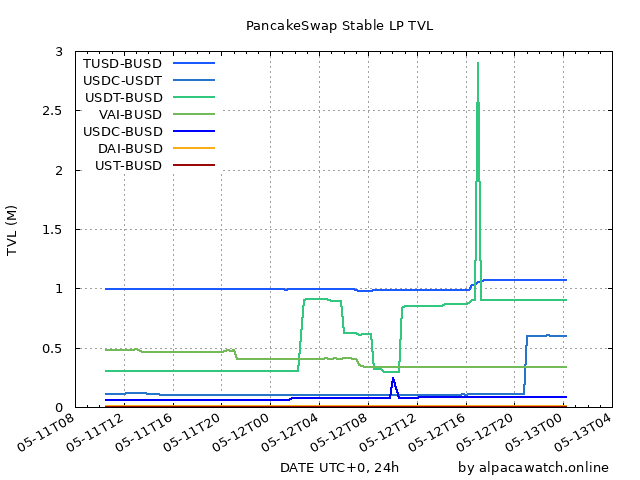 PancakeSwap Stable LP TVL
TVL (M)
3
2.5
2
1.5
1
0.5
0
TUSD-BUSD
USDC-USDT
USDT-BUSD
VAI-BUSD
USDC-BUSD
DAI-BUSD
UST-BUSD
05-11T08
05-11T12
05-11T16
05-11T20
05-12T00
05-12T04
05-12T08
05-12T12
05-12T16
05-12T20
05-13T00
05-13T04
DATE UTC+0, 24h
by alpacawatch.online